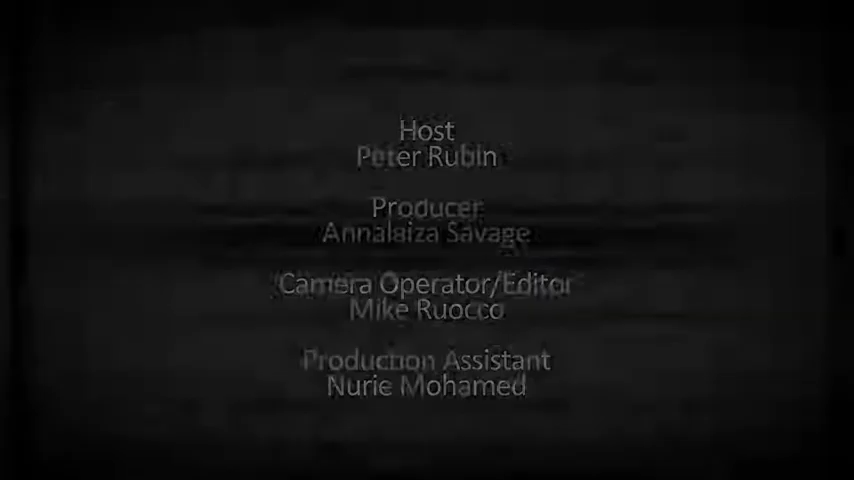 Host
Peter Rubin
Producer
Annalaiza Savage
Camera Operator/Editor
Mike Ruocco
Production Assistant
Nurie Mohamed